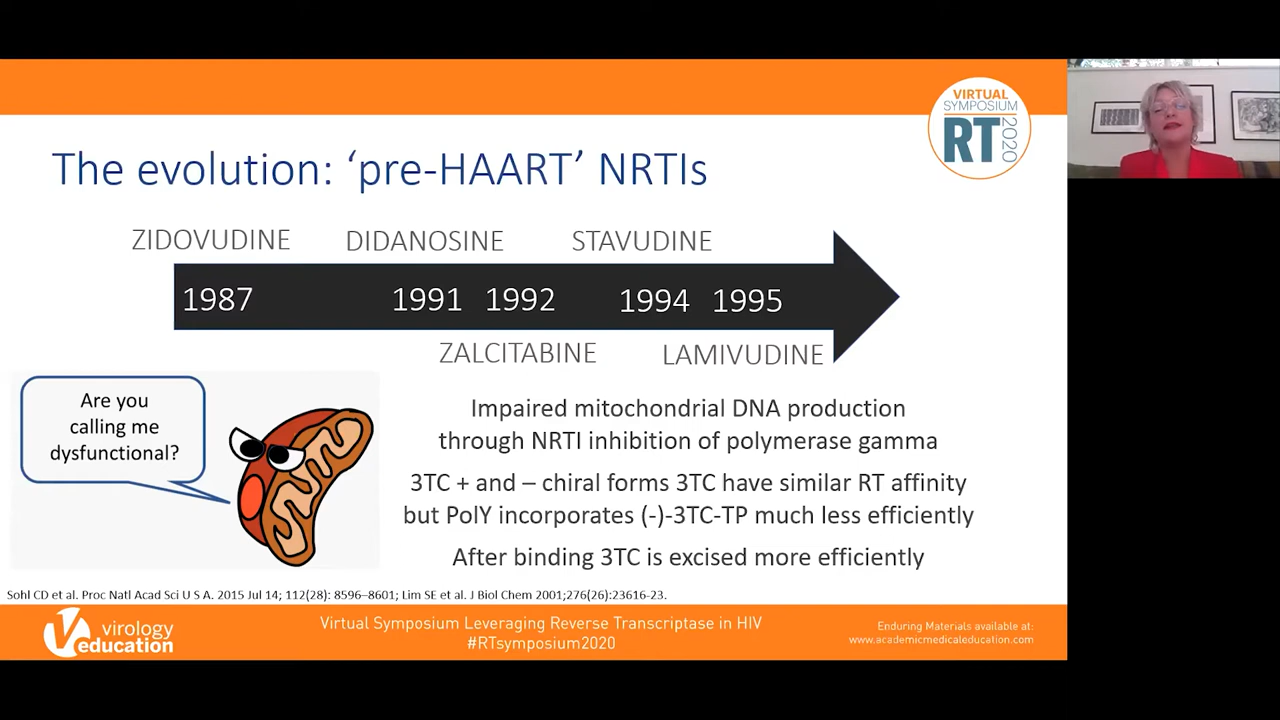 VIRTUAL
SYMPOSIUM
RT 2020
The evolution: ‘pre-HAART’ NRTIs
ZIDOVUDINE DIDANOSINE STAVUDINE
1987 1991 1992 1994 1995
ZALCITABINE LAMIVUDINE
Are you
calling me
dysfunctional?
Impaired mitochondrial DNA production
through NRTI inhibition of polymerase gamma
3TC + and – chiral forms 3TC have similar RT affinity
but PolY incorporates (-)-3TC-TP much less efficiently
After binding 3TC is excised more efficiently
Sohl CD et al. Proc Natl Acad Sci U S A. 2015 Jul 14; 112(28): 8596–8601; Lim SE et al. J Biol Chem 2001;276(26):23616-23.
virology
education
Virtual Symposium Leveraging Reverse Transcriptase in HIV
#RTsymposium2020
Enduring Materials available at:
www.academicmedicaleducation.com